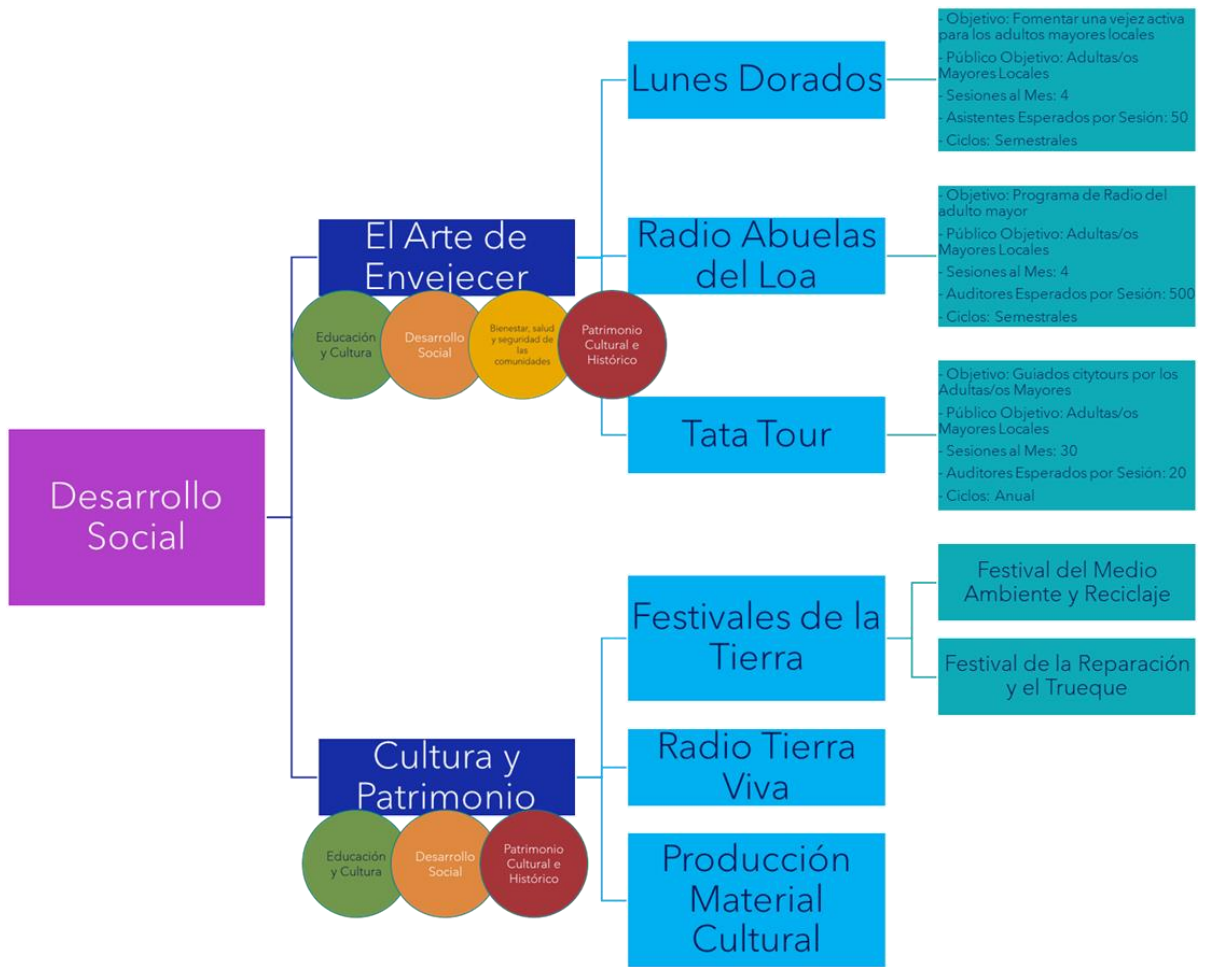 Desarrollo
Social
El Arte de
Envejecer
Educación
y Cultura
Desarrollo
Social
Bienestar, salud
y seguridad de
las
comunidades
Patrimonio
Cultural e
Histórico
Lunes Dorados
- Objetivo: Fomentar una vejez activa
para los adultos mayores locales
- Público Objetivo: Adultas/os
Mayores Locales
- Sesiones al Mes: 4
- Asistentes Esperados por Sesión: 50
- Ciclos: Semestrales
Radio Abuelas
del Loa
- Objetivo: Programa de Radio del
adulto mayor
- Público Objetivo: Adultas/os
Mayores Locales
- Sesiones al Mes: 4
- Auditores Esperados por Sesión: 500
- Ciclos: Semestrales
Tata Tour
- Objetivo: Guiados citytours por los
Adultas/os Mayores
- Público Objetivo: Adultas/os
Mayores Locales
- Sesiones al Mes: 30
- Auditores Esperados por Sesión: 20
- Ciclos: Anual
Cultura y
Patrimonio
Educación
y Cultura
Desarrollo
Social
Patrimonio
Cultural e
Histórico
Festivales de la
Tierra
Festival del Medio
Ambiente y Reciclaje
Festival de la Reparación
y el Trueque
Radio Tierra
Viva
Producción
Material
Cultural